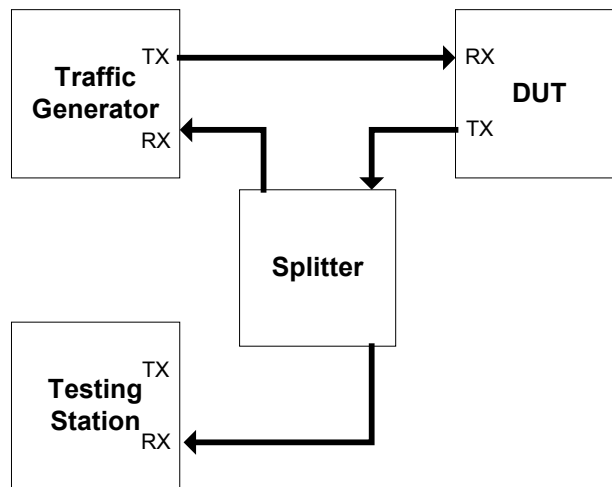 TX
Traffic
Generator
RX
RX
DUT
TX
Splitter
TX
Testing
Station
RX